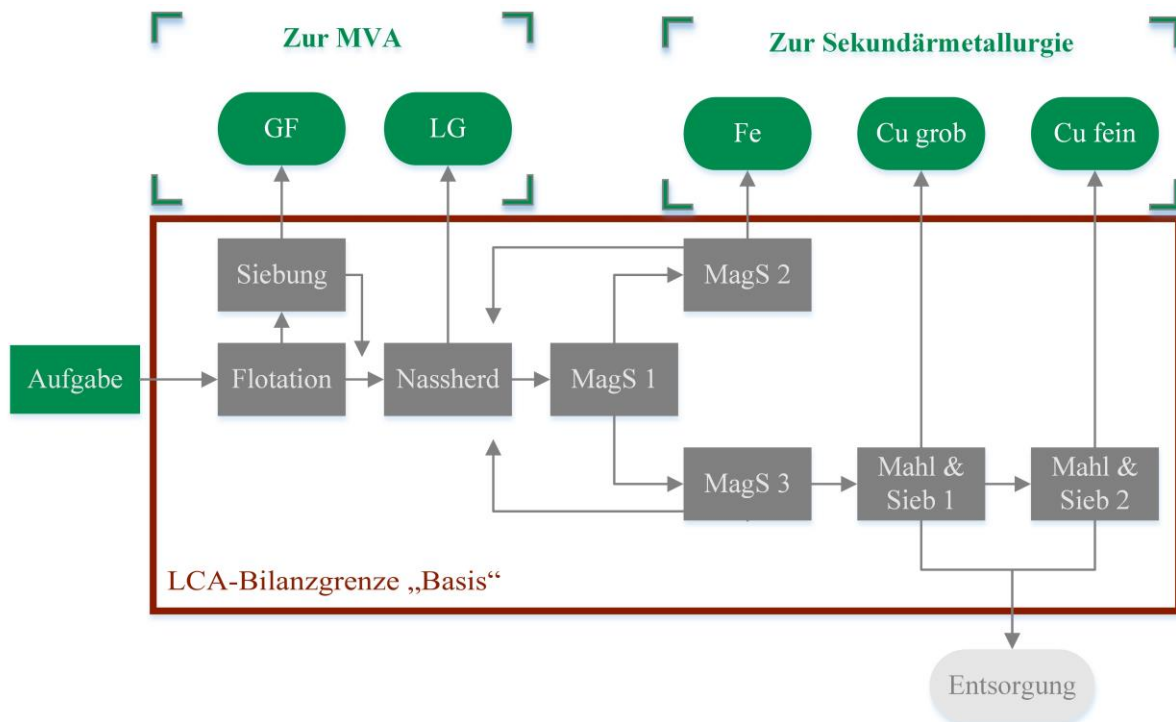 Zur MVA
Zur Sekundärmetallurgie
GF
LG
Fe
Cu grob
Cu fein
Siebung
MagS 2
Aufgabe
Flotation
Nassherd
MagS 1
MagS 3
Mahl &
Sieb 1
Mahl &
Sieb 2
LCA-Bilanzgrenze „Basis“
Entsorgung